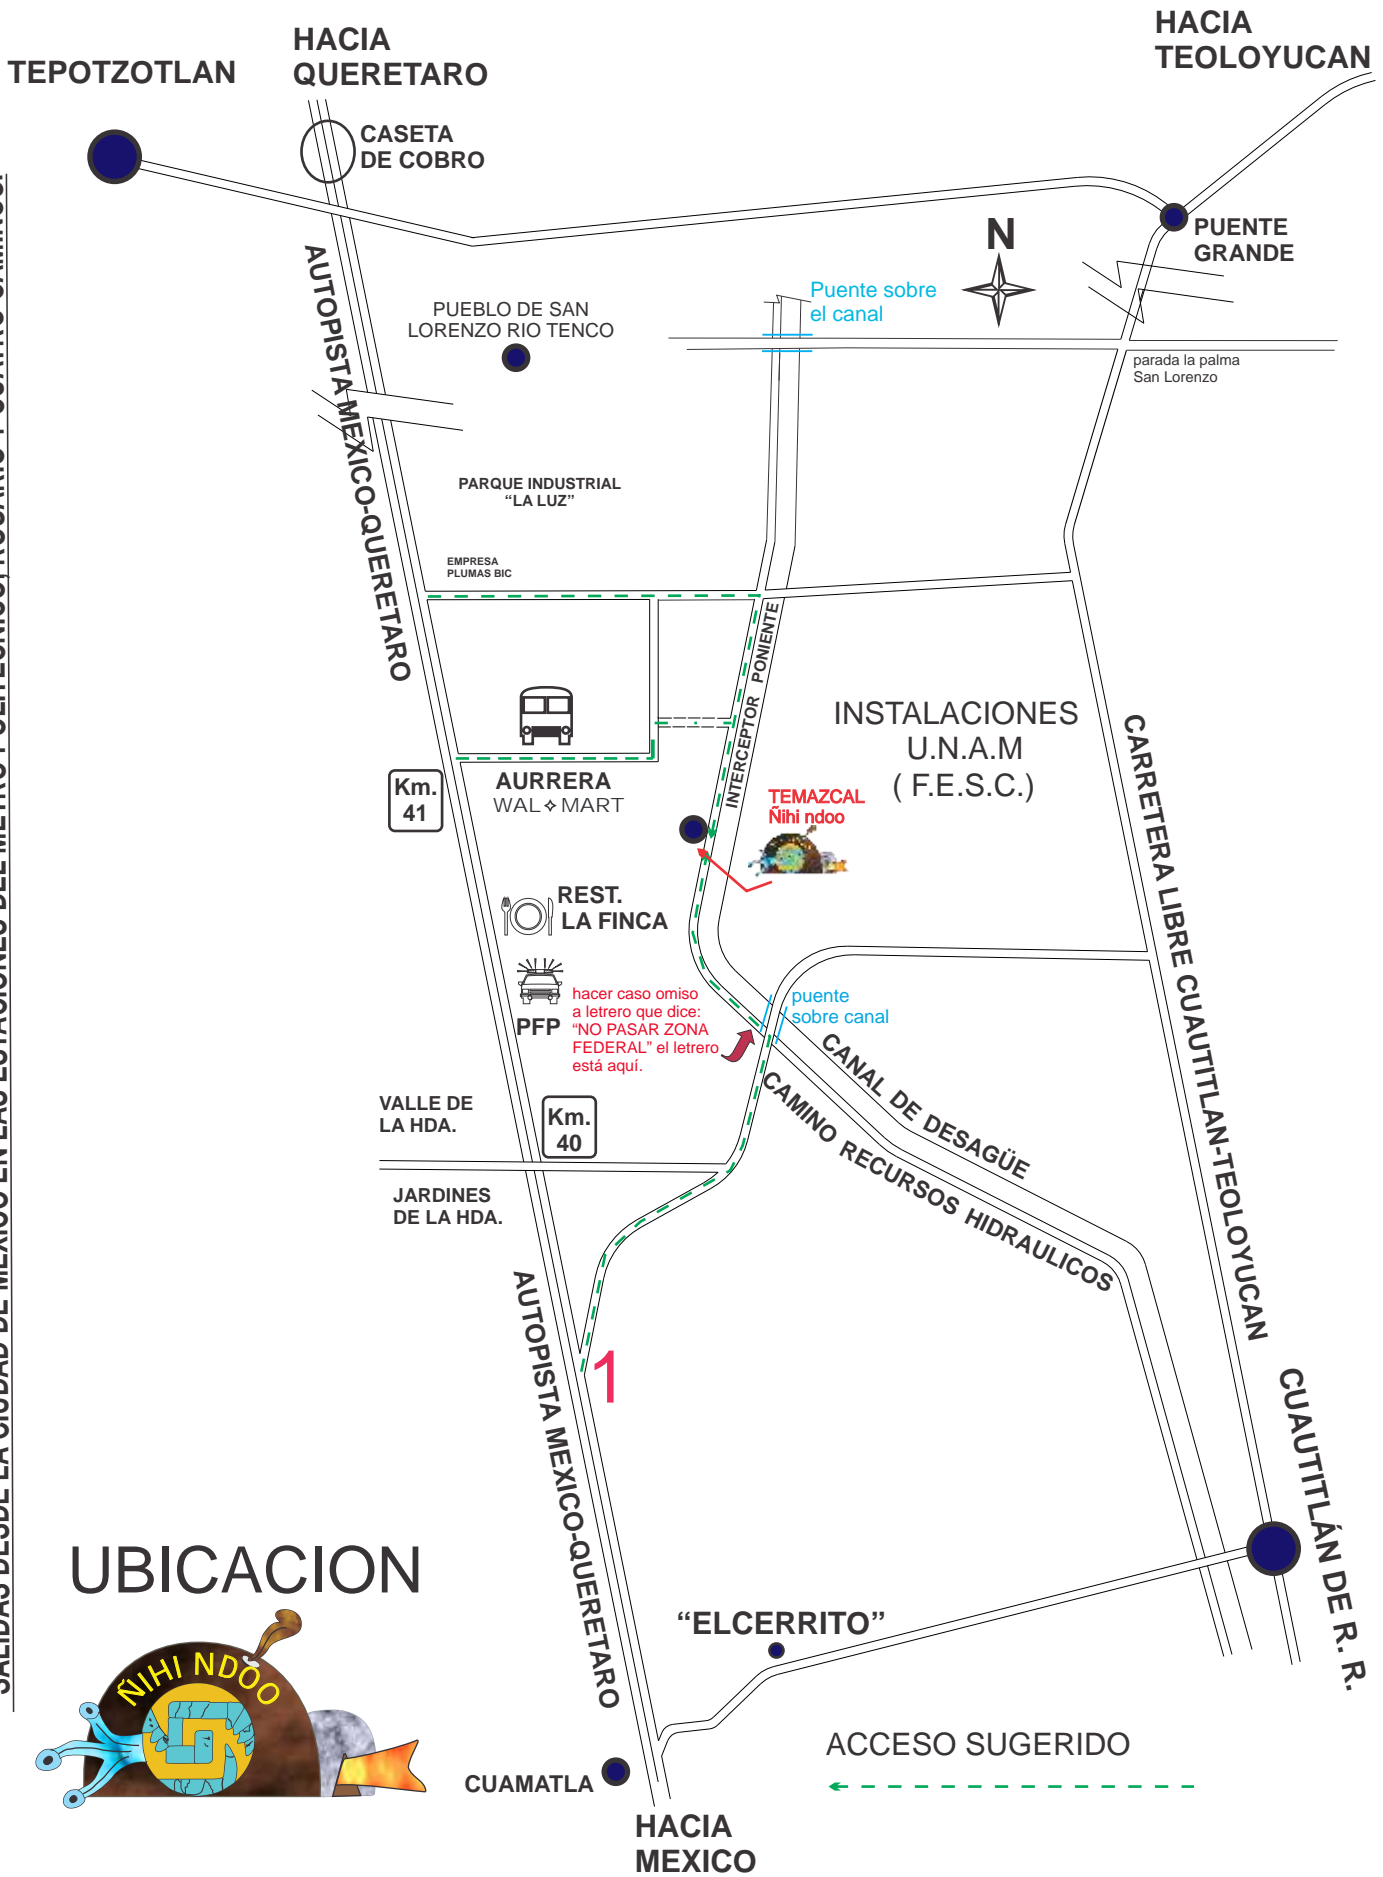 HACIA
TEOLOYUCAN
HACIA
QUERETARO
TEPOTZOTLAN
CASETA
DE COBRO
PUENTE
GRANDE
N
Puente sobre
el canal
PUEBLO DE SAN
LORENZO RIO TENCO
parada la palma
San Lorenzo
AUTOPISTA MEXICO-QUERETARO
PARQUE INDUSTRIAL
“LA LUZ”
EMPRESA
PLUMAS BIC
INTERCEPTOR PONIENTE
INSTALACIONES
U.N.A.M
( F.E.S.C.)
CARRETERA LIBRE CUAUTITLAN-TEOLOYUCAN
Km.
41
AURRERA
WAL MART
TEMAZCAL
Ñihi ndoo
REST.
LA FINCA
PFP
hacer caso omiso
a letrero que dice:
“NO PASAR ZONA
FEDERAL” el letrero
está aquí.
puente
sobre canal
CANAL DE DESAGÜE
CAMINO RECURSOS HIDRAULICOS
VALLE DE
LA HDA.
Km.
40
JARDINES
DE LA HDA.
AUTOPISTA MEXICO-QUERETARO
1
CUAUTITLÁN DE R. R.
UBICACION
ÑIHI NDOO
“ELCERRITO”
ACCESO SUGERIDO
CUAMATLA
HACIA
MEXICO